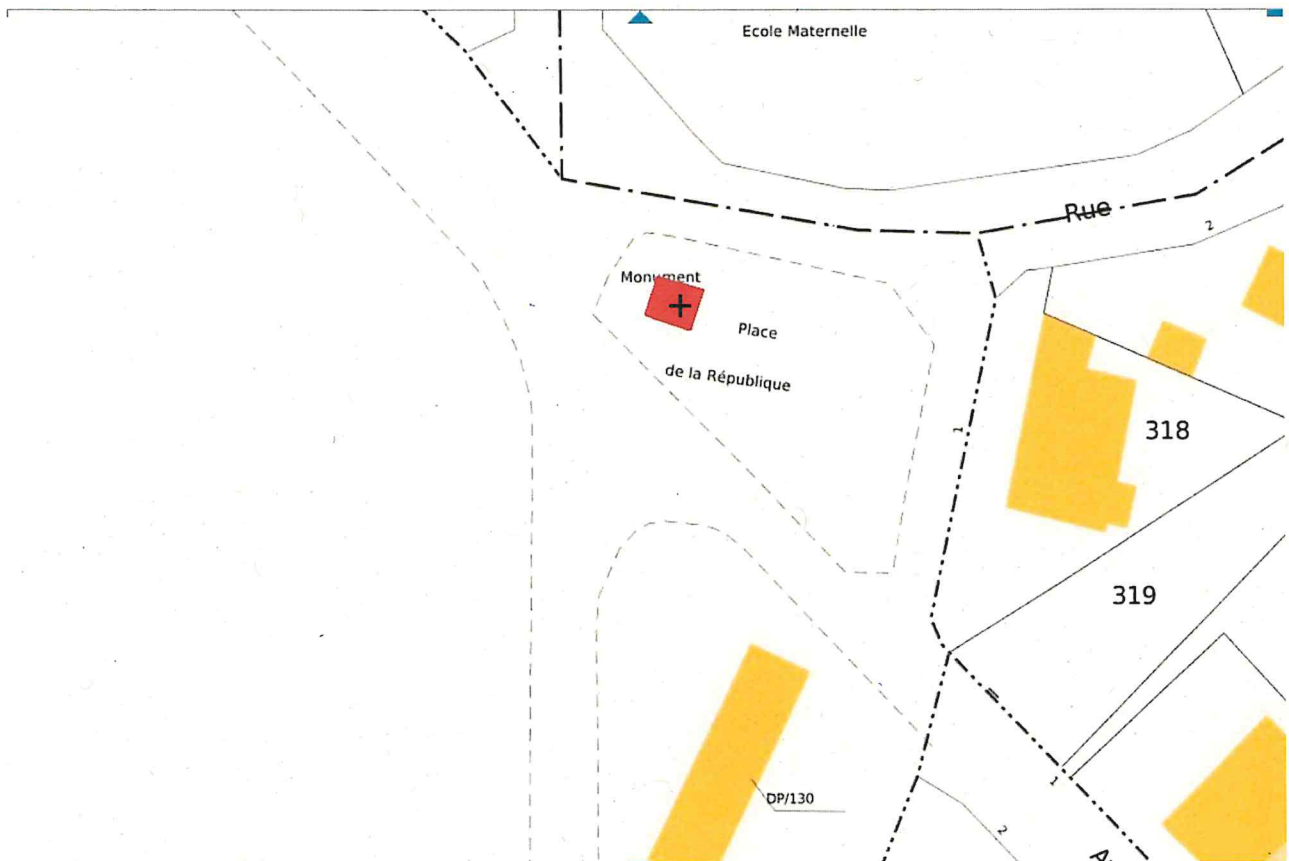 Ecole Maternelle
Rue
2
Monument
Place
de la République
1
318
319
DP/130
1
2